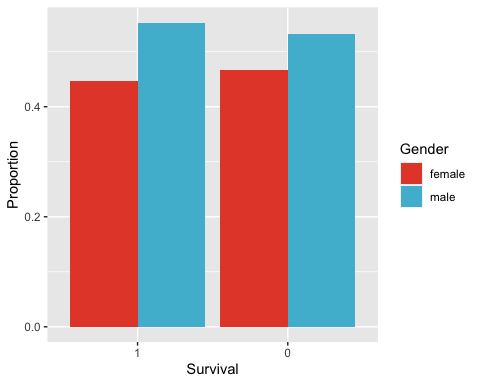 Proportion
0.4
0.2
0.0
1
0
Survival
Gender
female
male